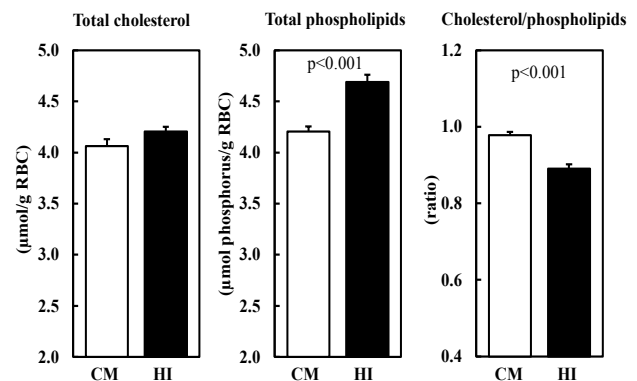 Total cholesterol
Total phospholipids
Cholesterol/phospholipids
(µmol/g RBC)
5.0
4.5
4.0
3.5
3.0
2.5
2.0
CM HI
(µmol phosphorus/g RBC)
5.0
4.5
4.0
3.5
3.0
2.5
2.0
p<0.001
CM HI
(ratio)
1.2
1.0
0.8
0.6
0.4
p<0.001
CM HI